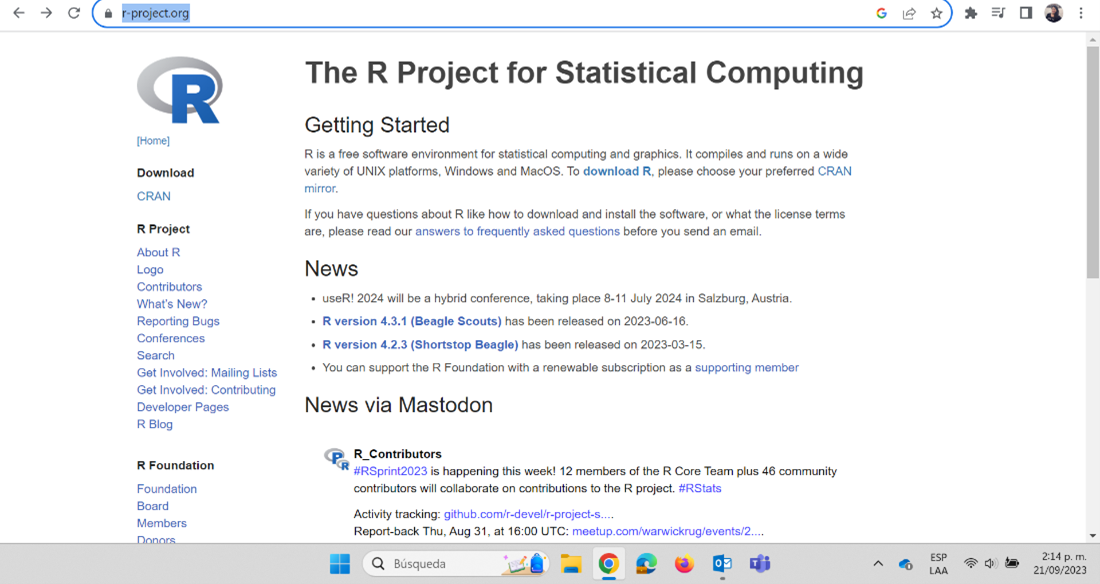 r-project.org
R
The R Project for Statistical Computing
[Home]
Download
CRAN
R Project
About R
Logo
Contributors
What's New?
Reporting Bugs
Conferences
Search
Get Involved: Mailing Lists
Get Involved: Contributing
Developer Pages
R Blog
R Foundation
Foundation
Board
Members
Donors
Getting Started
R is a free software environment for statistical computing and graphics. It compiles and runs on a wide
variety of UNIX platforms, Windows and MacOS. To download R, please choose your preferred CRAN
mirror.
If you have questions about R like how to download and install the software, or what the license terms
are, please read our answers to frequently asked questions before you send an email.
News
• useR! 2024 will be a hybrid conference, taking place 8-11 July 2024 in Salzburg, Austria.
• R version 4.3.1 (Beagle Scouts) has been released on 2023-06-16.
• R version 4.2.3 (Shortstop Beagle) has been released on 2023-03-15.
• You can support the R Foundation with a renewable subscription as a supporting member
News via Mastodon
R_Contributors
#RSprint2023 is happening this week! 12 members of the R Core Team plus 46 community
contributors will collaborate on contributions to the R project. #RStats
Activity tracking: github.com/r-devel/r-project-s....
Report-back Thu, Aug 31, at 16:00 UTC: meetup.com/warwickrug/events/2....
Búsqueda
ESP
LAA
2:14 p. m.
21/09/2023